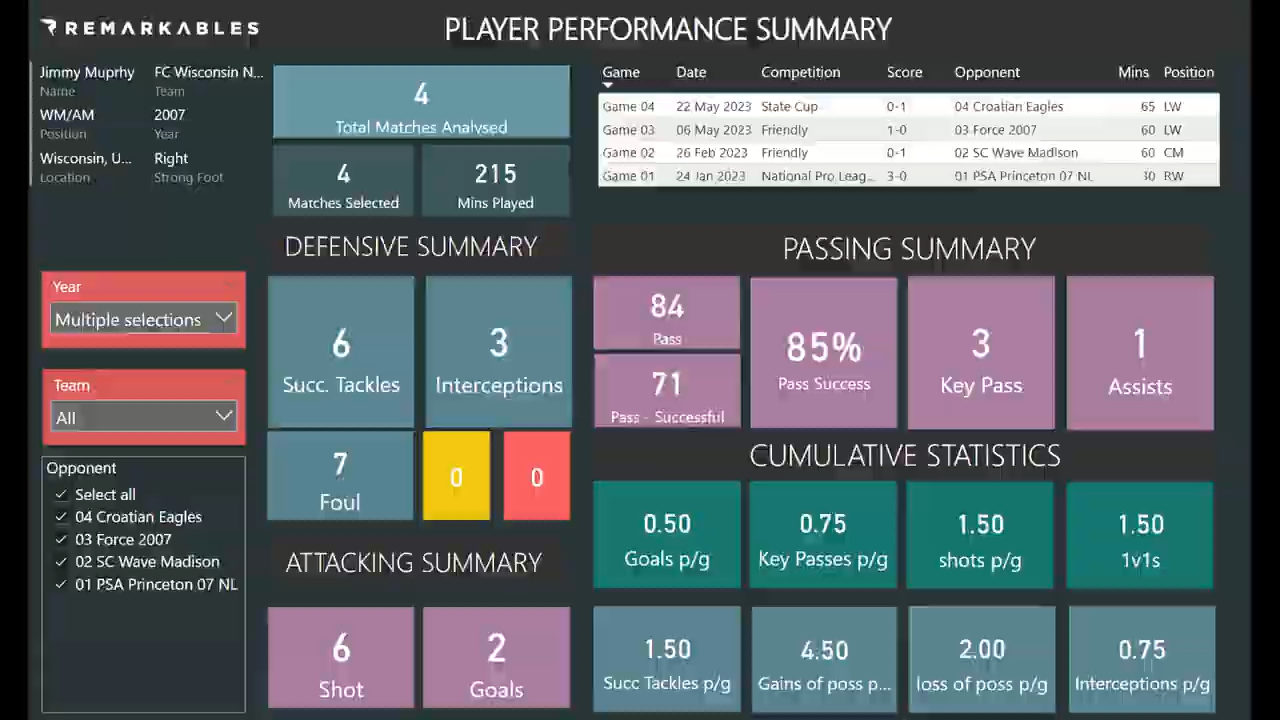 REMARKABLES
PLAYER PERFORMANCE SUMMARY
Jimmy Muprhy FC Wisconsin N...
Name Team
WM/AM 2007
Position Year
Wisconsin, U... Right
Location Strong Foot
4
Total Matches Analysed
4 215
Matches Selected Mins Played
Game Date Competition Score Opponent Mins Position
Game 04 22 May 2023 State Cup 0-1 04 Croatian Eagles 65 LW
Game 03 06 May 2023 Friendly 1-0 03 Force 2007 60 LW
Game 02 26 Feb 2023 Friendly 0-1 02 SC Wave Madison 60 CM
Game 01 24 Jan 2023 National Pro Leag... 3-0 01 PSA Princeton 07 NL 30 RW
Year
Multiple selections
Team
All
Opponent
Select all
04 Croatian Eagles
03 Force 2007
02 SC Wave Madison
01 PSA Princeton 07 NL
DEFENSIVE SUMMARY
6 3
Succ. Tackles Interceptions
7 0 0
Foul
ATTACKING SUMMARY
6 2
Shot Goals
PASSING SUMMARY
84
Pass
71
Pass - Successful
85%
Pass Success
3
Key Pass
1
Assists
CUMULATIVE STATISTICS
0.50 0.75 1.50 1.50
Goals p/g Key Passes p/g shots p/g 1v1s
1.50 4.50 2.00 0.75
Succ Tackles p/g Gains of poss p... loss of poss p/g Interceptions p/g